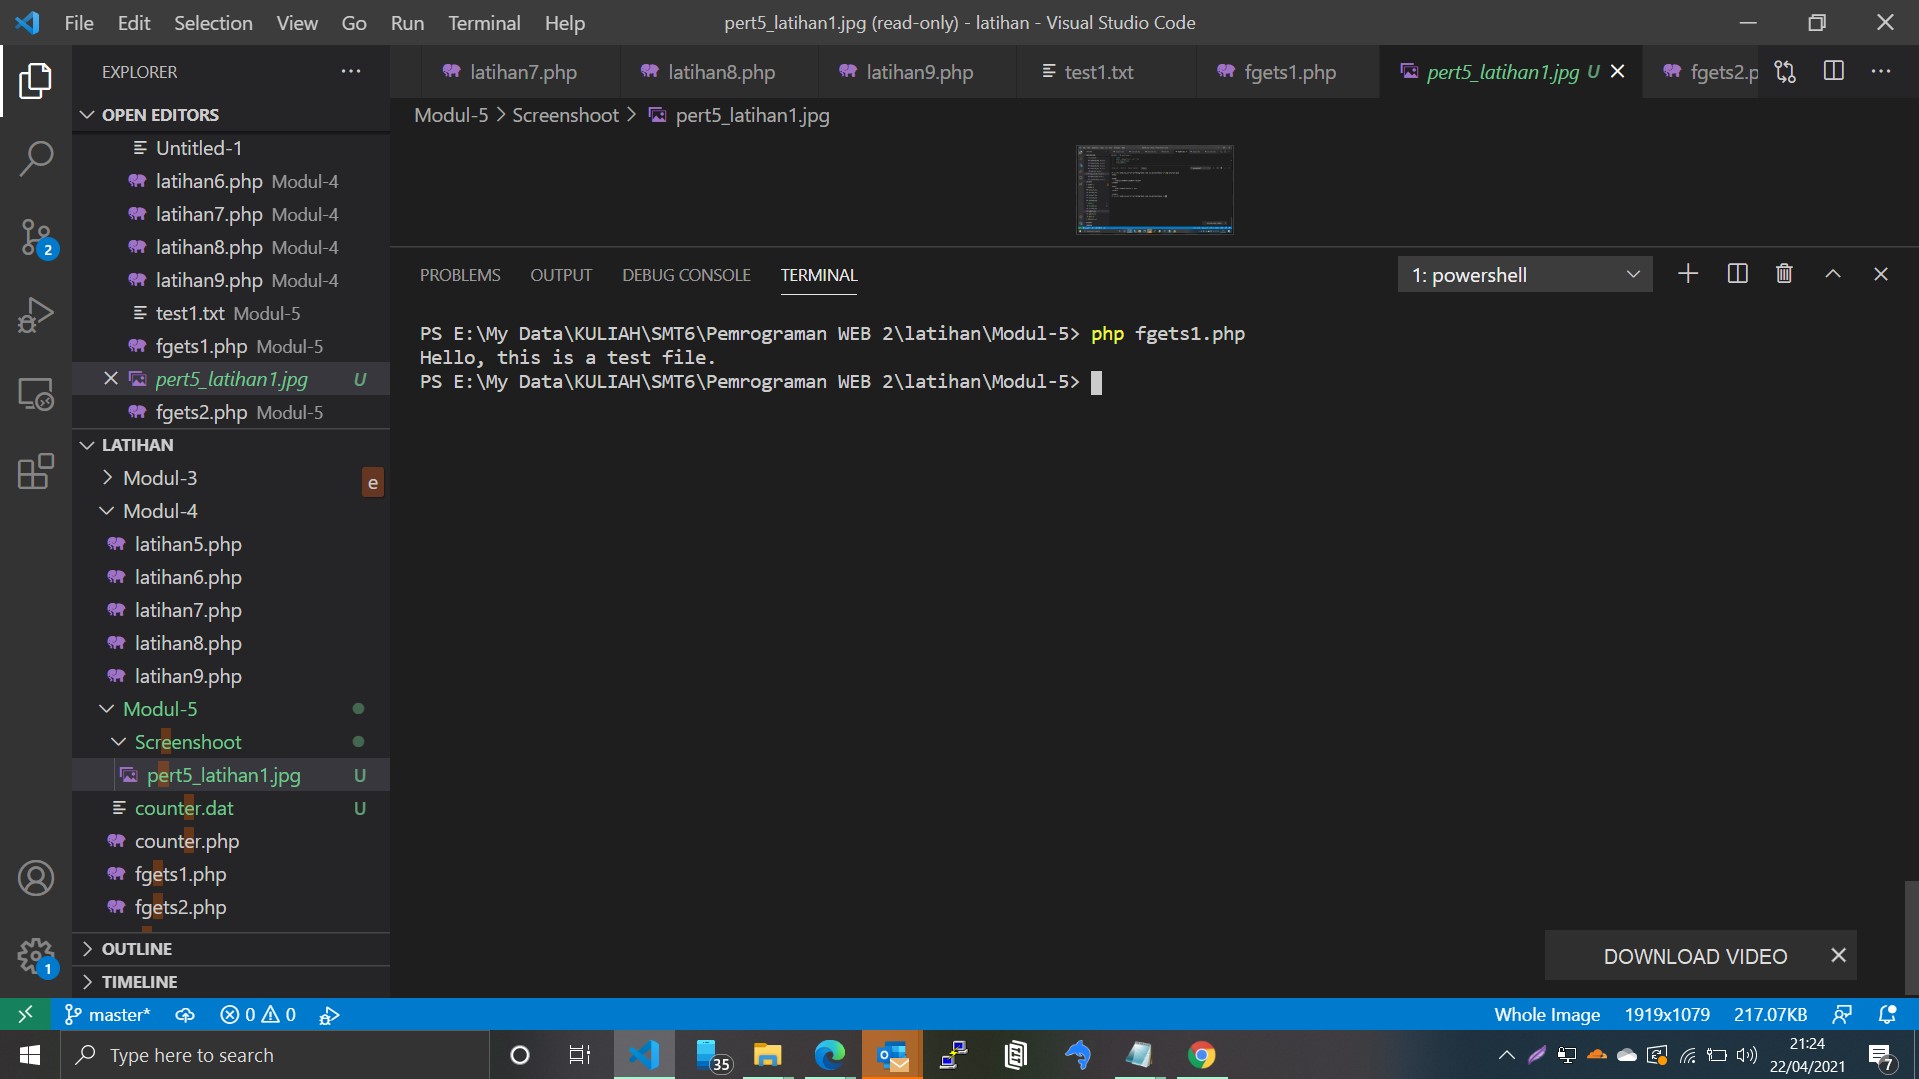 File Edit Selection View Go Run Terminal Help
pert5_latihan1.jpg (read-only) - latihan - Visual Studio Code
EXPLORER
latihan7.php
latihan8.php
latihan9.php
test1.txt
fgets1.php
pert5_latihan1.jpg U
fgets2.p
OPEN EDITORS
Modul-5 > Screenshoot > pert5_latihan1.jpg
Untitled-1
latihan6.php Modul-4
latihan7.php Modul-4
latihan8.php Modul-4
latihan9.php Modul-4
test1.txt Modul-5
fgets1.php Modul-5
pert5_latihan1.jpg U
fgets2.php Modul-5
LATIHAN
Modul-3
e
Modul-4
latihan5.php
latihan6.php
latihan7.php
latihan8.php
latihan9.php
Modul-5
Screenshoot
pert5_latihan1.jpg U
counter.dat U
counter.php
fgets1.php
fgets2.php
OUTLINE
TIMELINE
PROBLEMS OUTPUT DEBUG CONSOLE TERMINAL
1: powershell
PS E:\My Data\KULIAH\SMT6\Pemrograman WEB 2\latihan\Modul-5> php fgets1.php
Hello, this is a test file.
PS E:\My Data\KULIAH\SMT6\Pemrograman WEB 2\latihan\Modul-5>
DOWNLOAD VIDEO
2
1
master* 0 0
Whole Image 1919x1079 217.07KB
Type here to search
35
21:24
22/04/2021
7